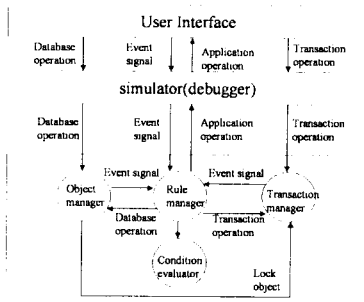 User Interface
Database
operation
Event
signal
Application
operation
Transaction
operation
simulator(debugger)
Database
operation
Event
signal
Application
operation
Transaction
operation
Event signal
Event signal
Object
manager
Rule
manager
Transaction
manager
Database
operation
Transaction
operation
Condition
evaluator
Lock
object